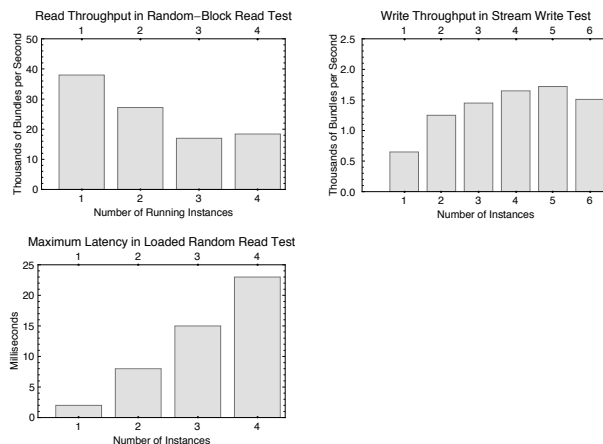 Read Throughput in Random–Block Read Test
1 2 3 4
Thousands of Bundles per Second
50
40
30
20
10
0
1 2 3 4
Number of Running Instances
Write Throughput in Stream Write Test
1 2 3 4 5 6
Thousands of Bundles per Second
2.5
2.0
1.5
1.0
0.5
0.0
1 2 3 4 5 6
Number of Instances
Maximum Latency in Loaded Random Read Test
1 2 3 4
Milliseconds
25
20
15
10
5
0
1 2 3 4
Number of Instances